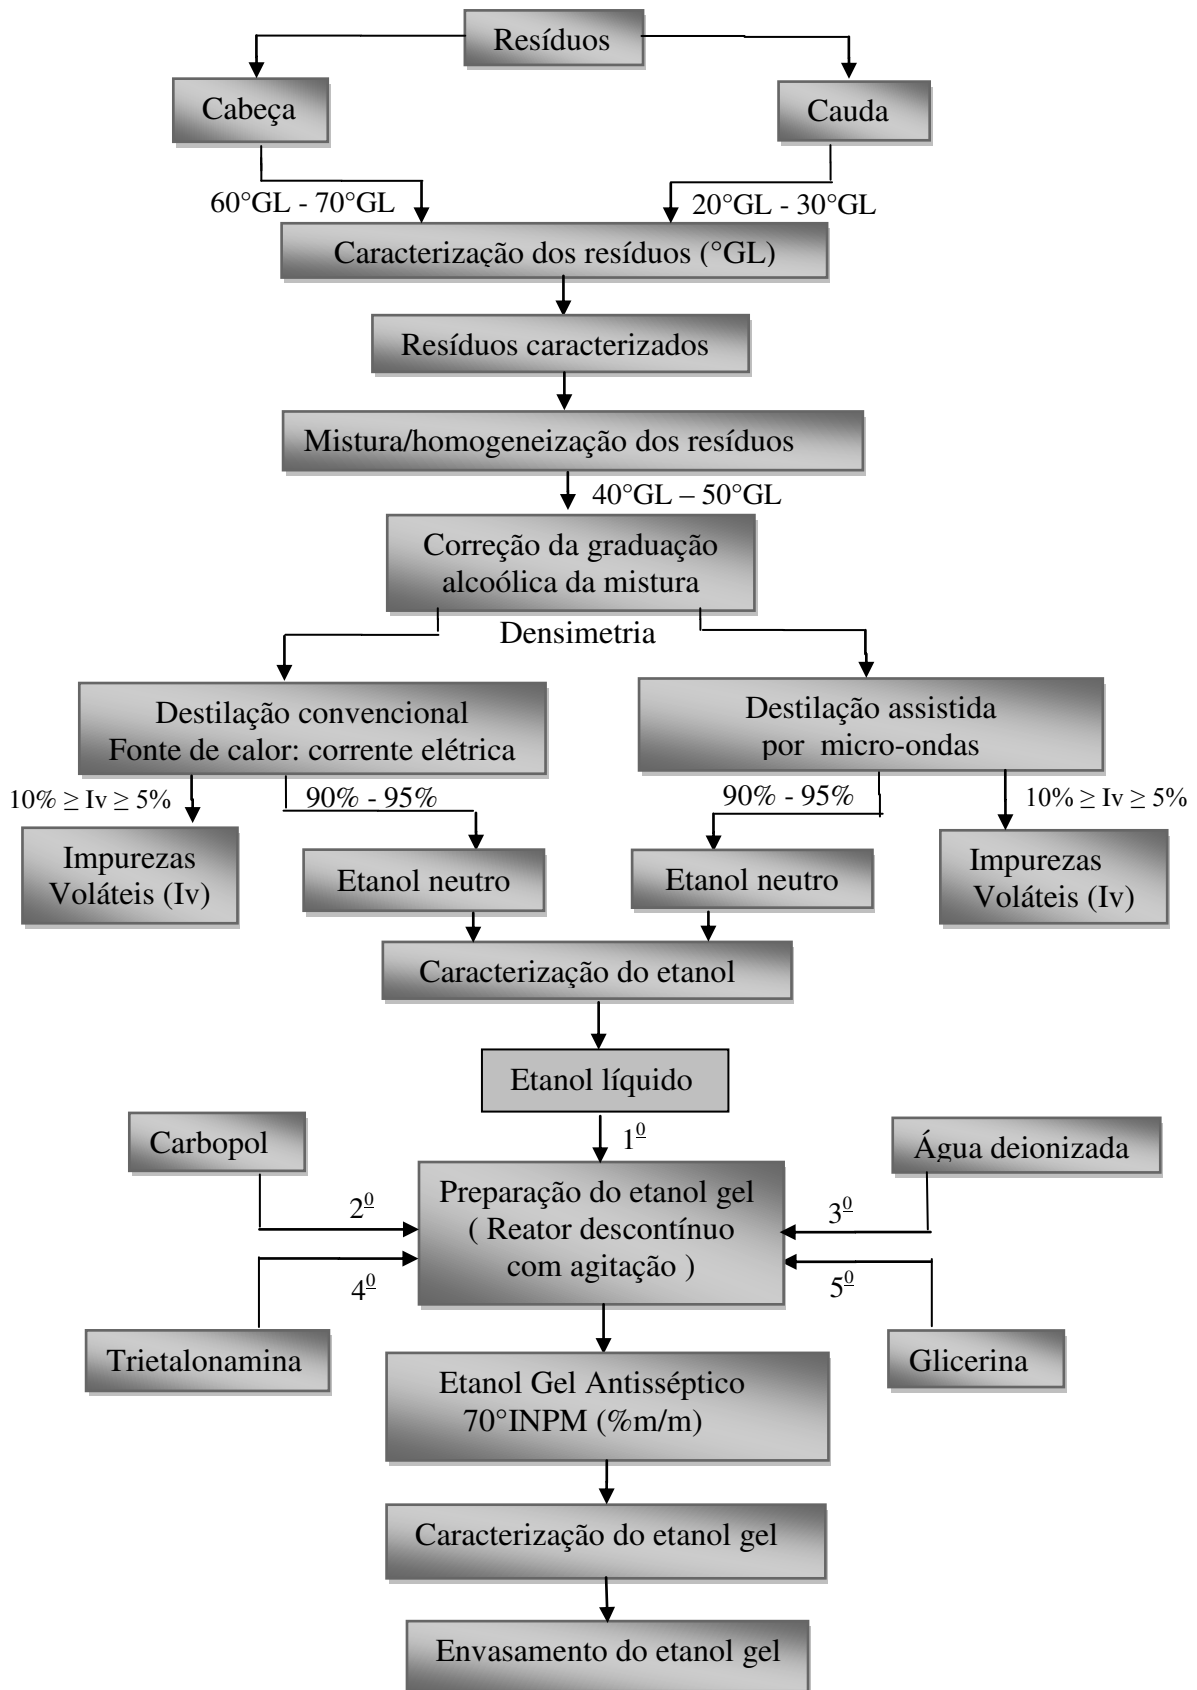 Resíduos
Cabeça
Cauda
60°GL - 70°GL
20°GL - 30°GL
Caracterização dos resíduos (°GL)
Resíduos caracterizados
Mistura/homogeneização dos resíduos
40°GL – 50°GL
Correção da graduação
alcoólica da mistura
Densimetria
Destilação convencional
Fonte de calor: corrente elétrica
Destilação assistida
por micro-ondas
10% ≥ Iv ≥ 5%
90% - 95%
90% - 95%
10% ≥ Iv ≥ 5%
Impurezas
Voláteis (Iv)
Etanol neutro
Etanol neutro
Impurezas
Voláteis (Iv)
Caracterização do etanol
Etanol líquido
1º
Carbopol
Água deionizada
2º
Preparação do etanol gel
( Reator descontínuo
com agitação )
3º
4º
5º
Trietalonamina
Glicerina
Etanol Gel Antisséptico
70°INPM (%m/m)
Caracterização do etanol gel
Envasamento do etanol gel